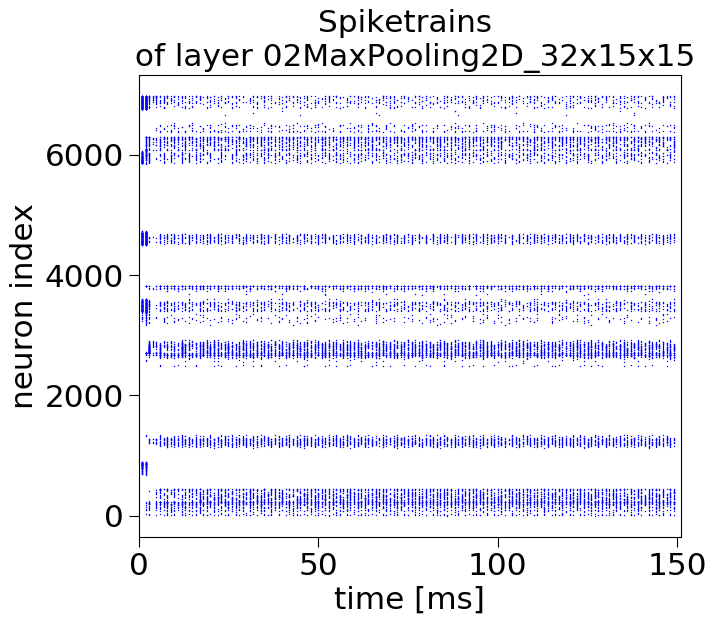 Spiketrains
of layer 02MaxPooling2D_32x15x15
neuron index
6000
4000
2000
0
0 50 100 150
time [ms]